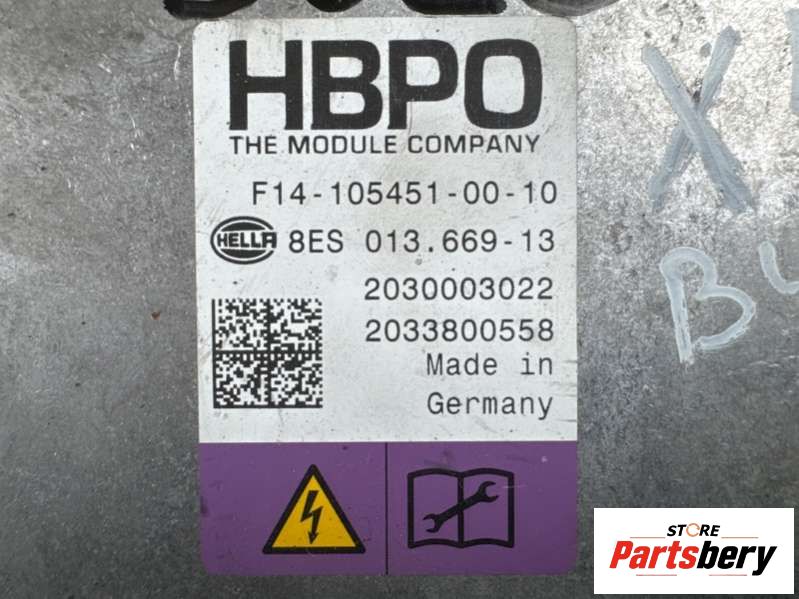 HBPO
THE MODULE COMPANY
F14-105451-00-10
HELLA 8ES 013.669-13
2030003022
2033800558
Made in
Germany
X
STORE
Partsbery